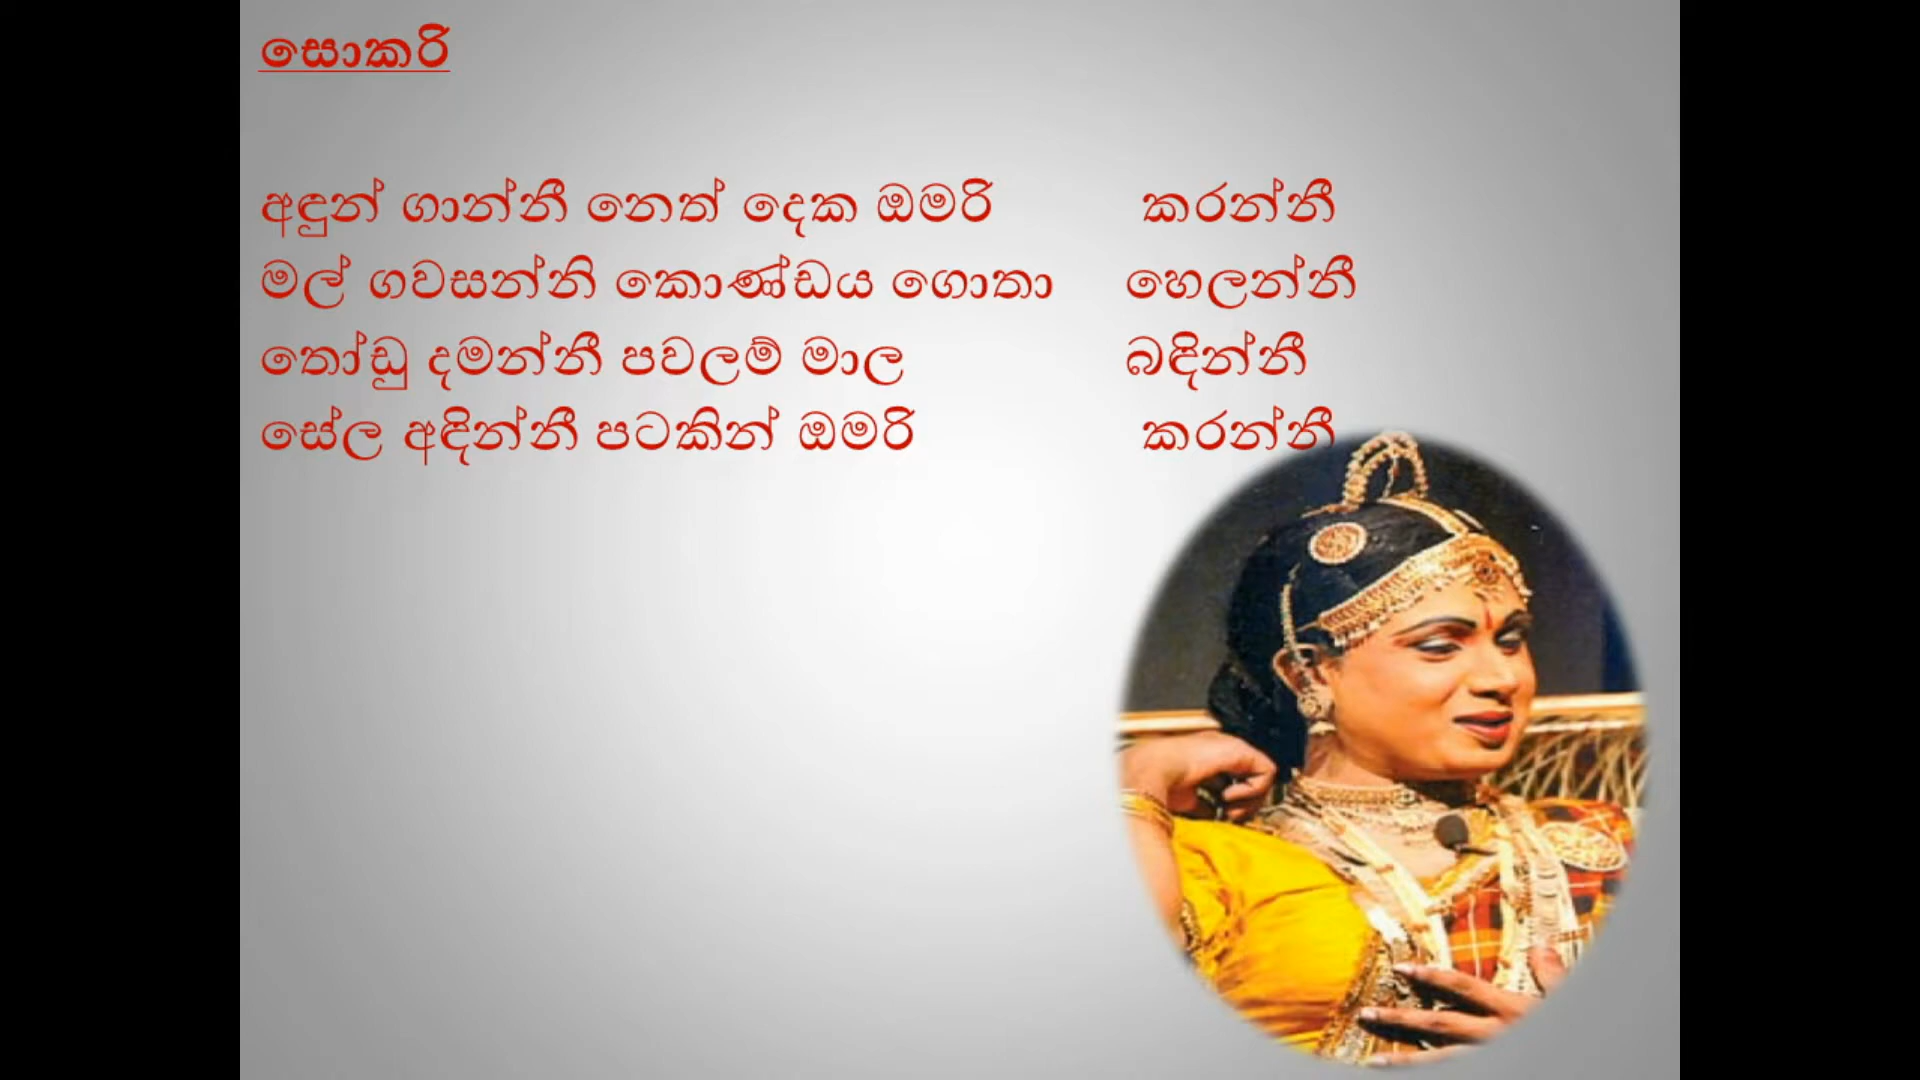 සොකරි
අඳුන් ගාන්නී නෙත් දෙක ඔමරි කරන්නී
මල් ගවසන්නි කොණ්ඩය ගොතා හෙලන්නී
තෝඩු දමන්නී පවලම් මාල බඳින්නී
සේල අඳින්නී පටකින් ඔමරි කරන්නී